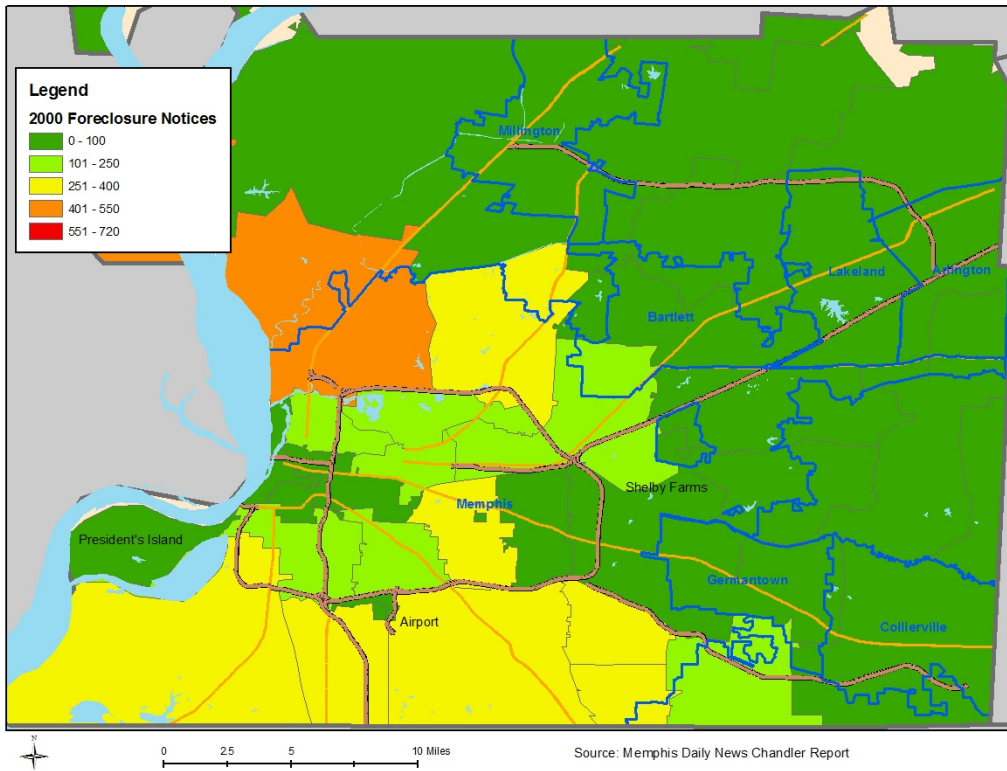 Legend
2000 Foreclosure Notices
0 - 100
101 - 250
251 - 400
401 - 550
551 - 720
Millington
Lakeland
Arlington
Bartlett
Shelby Farms
Memphis
President's Island
Germantown
Airport
Collierville
N
0 2.5 5 10 Miles
Source: Memphis Daily News Chandler Report